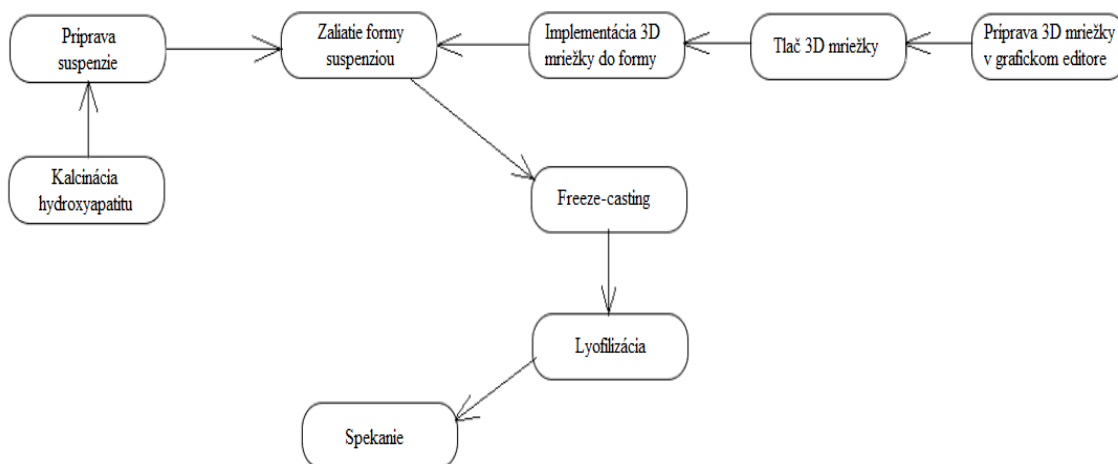 Príprava
suspenzie
Zaliatie formy
suspenziou
Implementácia 3D
mriežky do formy
Tlač 3D mriežky
Príprava 3D mriežky
v grafickom editore
Kalcinácia
hydroxyapatitu
Freeze-casting
Lyofilizácia
Spekanie